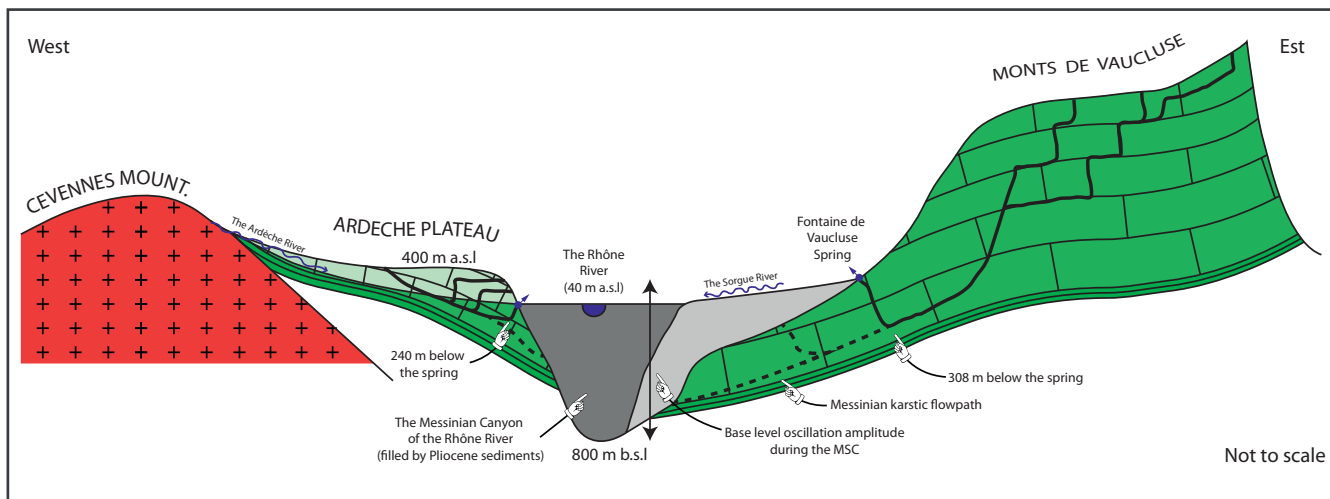 West
Est
MONTS DE VAUCLUSE
CEVENNES MOUNT.
The Ardèche River
ARDECHE PLATEAU
400 m a.s.l
The Rhône
River
(40 m a.s.l)
The Sorgue River
Fontaine de
Vaucluse
Spring
240 m below
the spring
308 m below the spring
Messinian karstic flowpath
The Messinian Canyon
of the Rhône River
(filled by Pliocene sediments)
800 m b.s.l
Base level oscillation amplitude
during the MSC
Not to scale